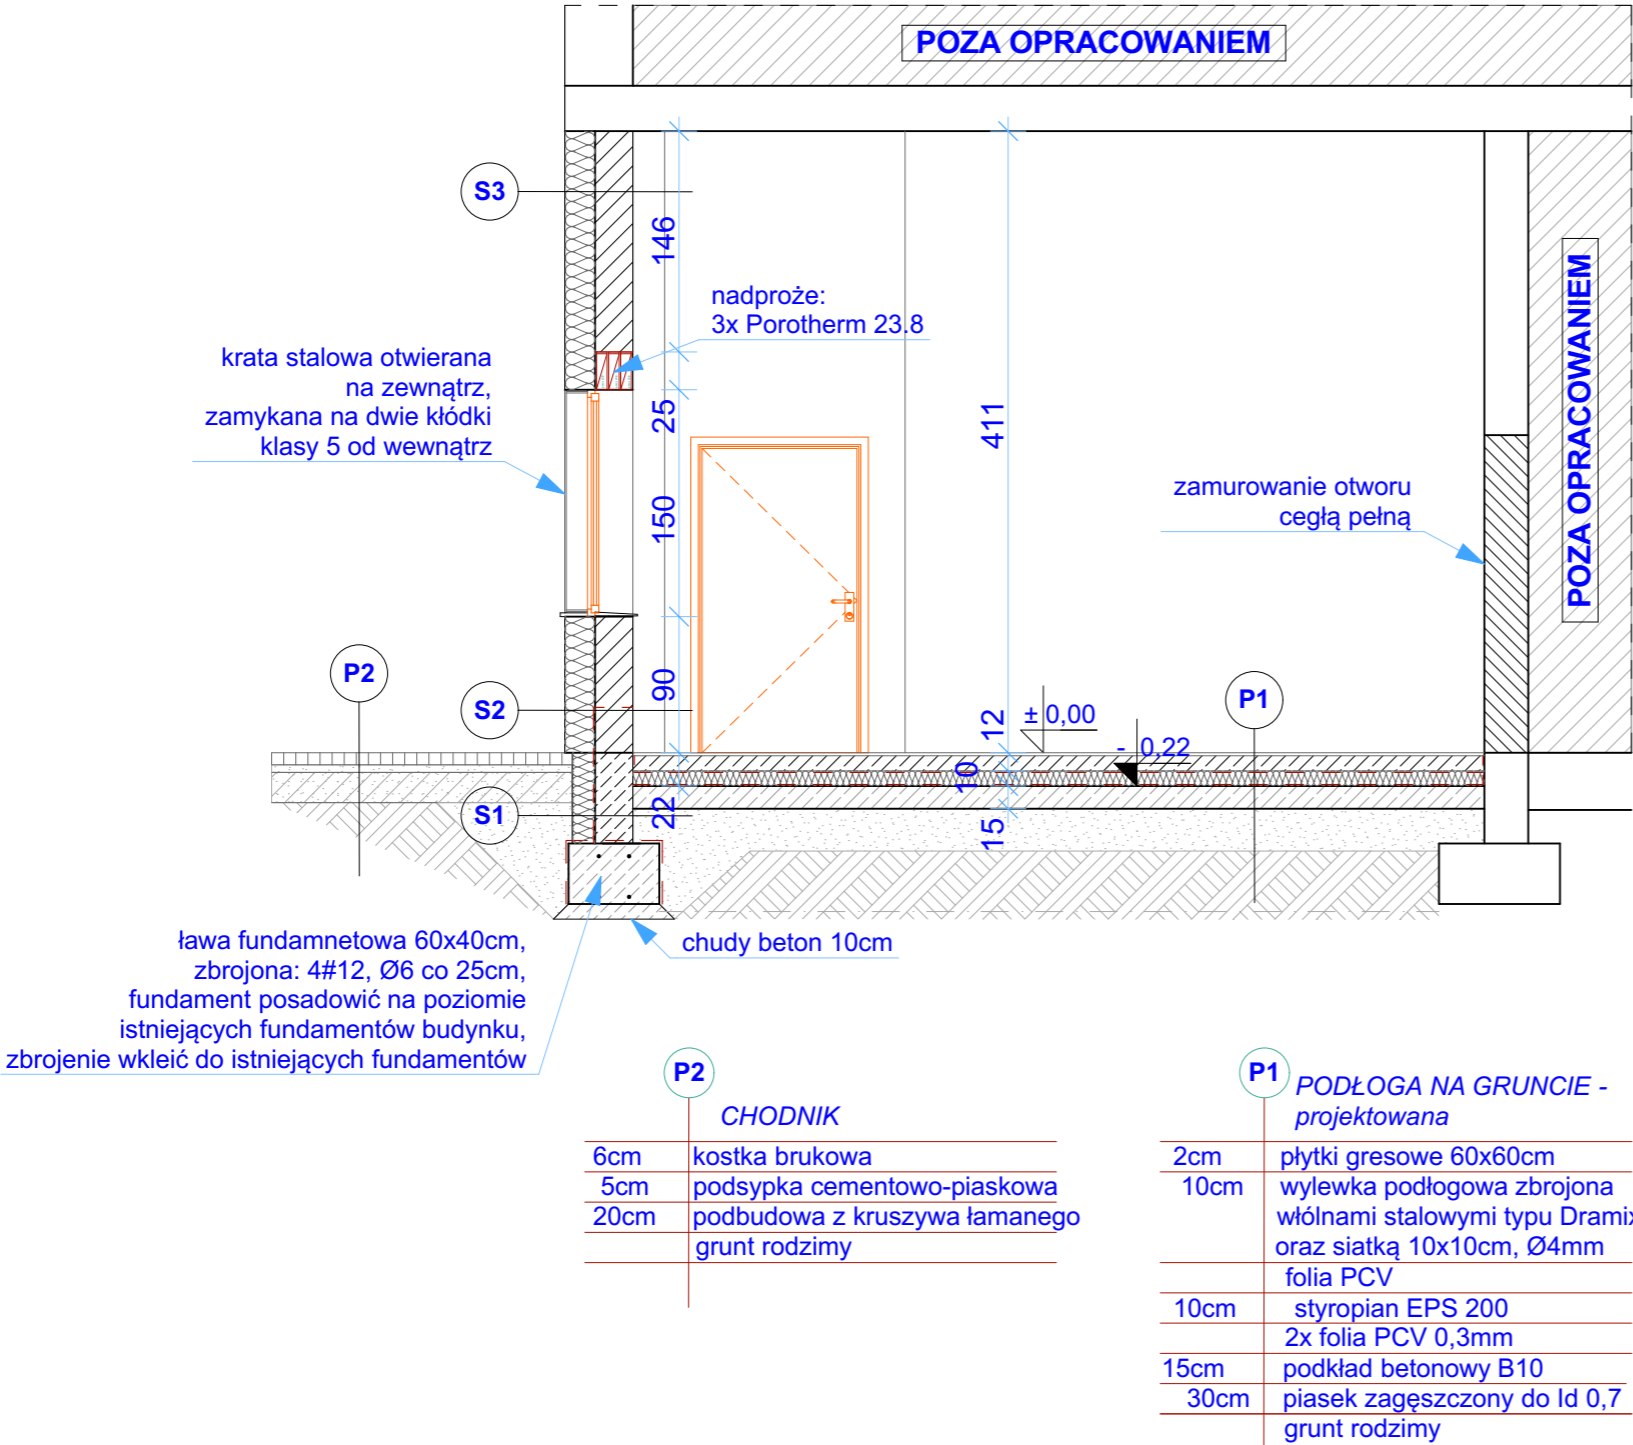 POZA OPRACOWANIEM
S3
146
nadproże:
3x Porotherm 23.8
krata stalowa otwierana
na zewnątrz,
zamykana na dwie kłódki
klasy 5 od wewnątrz
25
411
POZA OPRACOWANIEM
zamurowanie otworu
cegłą pełną
150
P2
90
S2
12
± 0,00
P1
- 0,22
10
S1
22
15
ława fundamnetowa 60x40cm,
zbrojona: 4#12, Ø6 co 25cm,
fundament posadowić na poziomie
istniejących fundamentów budynku,
zbrojenie wkleić do istniejących fundamentów
chudy beton 10cm
P2
CHODNIK
6cm kostka brukowa
5cm podsypka cementowo-piaskowa
20cm podbudowa z kruszywa łamanego
grunt rodzimy
P1
PODŁOGA NA GRUNCIE -
projektowana
2cm płytki gresowe 60x60cm
10cm wylewka podłogowa zbrojona
włólnami stalowymi typu Dramix
oraz siatką 10x10cm, Ø4mm
folia PCV
10cm styropian EPS 200
2x folia PCV 0,3mm
15cm podkład betonowy B10
30cm piasek zagęszczony do Id 0,7
grunt rodzimy